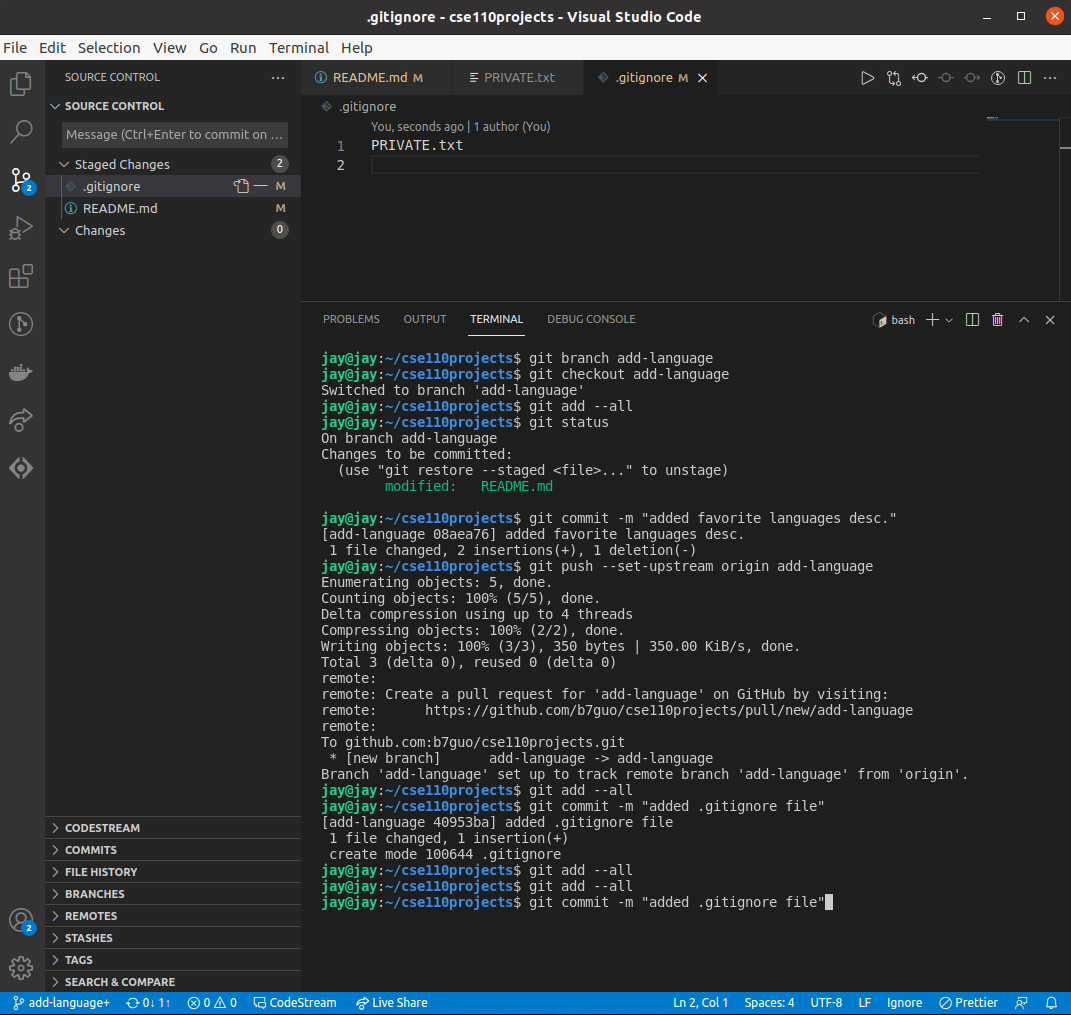 .gitignore - cse110projects - Visual Studio Code
File Edit Selection View Go Run Terminal Help
SOURCE CONTROL
SOURCE CONTROL
Message (Ctrl+Enter to commit on ...
Staged Changes 2
.gitignore M
README.md M
Changes 0
2
README.md M PRIVATE.txt .gitignore M
.gitignore
You, seconds ago | 1 author (You)
1 PRIVATE.txt
2
PROBLEMS OUTPUT TERMINAL DEBUG CONSOLE bash
jay@jay:~/cse110projects$ git branch add-language
jay@jay:~/cse110projects$ git checkout add-language
Switched to branch 'add-language'
jay@jay:~/cse110projects$ git add --all
jay@jay:~/cse110projects$ git status
On branch add-language
Changes to be committed:
  (use "git restore --staged <file>..." to unstage)
        modified:   README.md
jay@jay:~/cse110projects$ git commit -m "added favorite languages desc."
[add-language 08aea76] added favorite languages desc.
 1 file changed, 2 insertions(+), 1 deletion(-)
jay@jay:~/cse110projects$ git push --set-upstream origin add-language
Enumerating objects: 5, done.
Counting objects: 100% (5/5), done.
Delta compression using up to 4 threads
Compressing objects: 100% (2/2), done.
Writing objects: 100% (3/3), 350 bytes | 350.00 KiB/s, done.
Total 3 (delta 0), reused 0 (delta 0)
remote:
remote: Create a pull request for 'add-language' on GitHub by visiting:
remote:      https://github.com/b7guo/cse110projects/pull/new/add-language
remote:
To github.com:b7guo/cse110projects.git
 * [new branch]      add-language -> add-language
Branch 'add-language' set up to track remote branch 'add-language' from 'origin'.
jay@jay:~/cse110projects$ git add --all
jay@jay:~/cse110projects$ git commit -m "added .gitignore file"
[add-language 40953ba] added .gitignore file
 1 file changed, 1 insertion(+)
 create mode 100644 .gitignore
jay@jay:~/cse110projects$ git add --all
jay@jay:~/cse110projects$ git add --all
jay@jay:~/cse110projects$ git commit -m "added .gitignore file"
CODESTREAM
COMMITS
FILE HISTORY
BRANCHES
REMOTES
STASHES
TAGS
SEARCH & COMPARE
2
add-language+ 0↓ 1↑ 0 0 CodeStream Live Share Ln 2, Col 1 Spaces: 4 UTF-8 LF Ignore Prettier